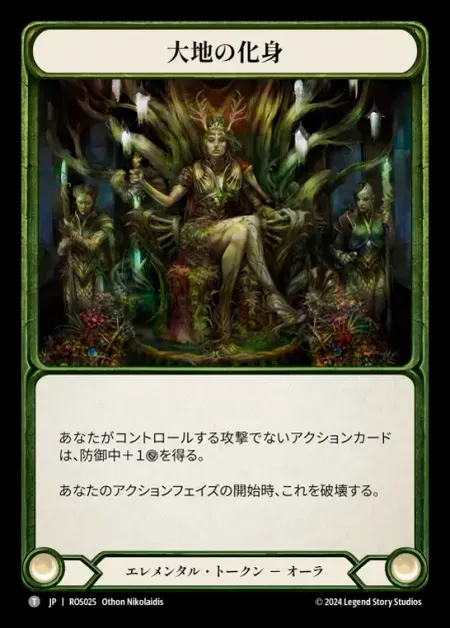 大地の化身
あなたがコントロールする攻撃でないアクションカード
は、防御中+1を得る。
あなたのアクションフェイズの開始時、これを破壊する。
エレメンタル・トークン － オーラ
T JP | ROS025 Othon Nikolaidis
© 2024 Legend Story Studios